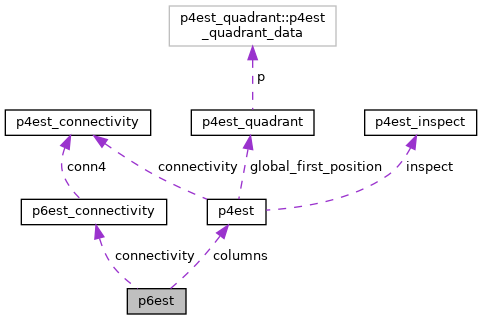 p4est_quadrant::p4est
_quadrant_data
p
p4est_connectivity
p4est_quadrant
p4est_inspect
conn4
connectivity
global_first_position
inspect
p6est_connectivity
p4est
connectivity
columns
p6est